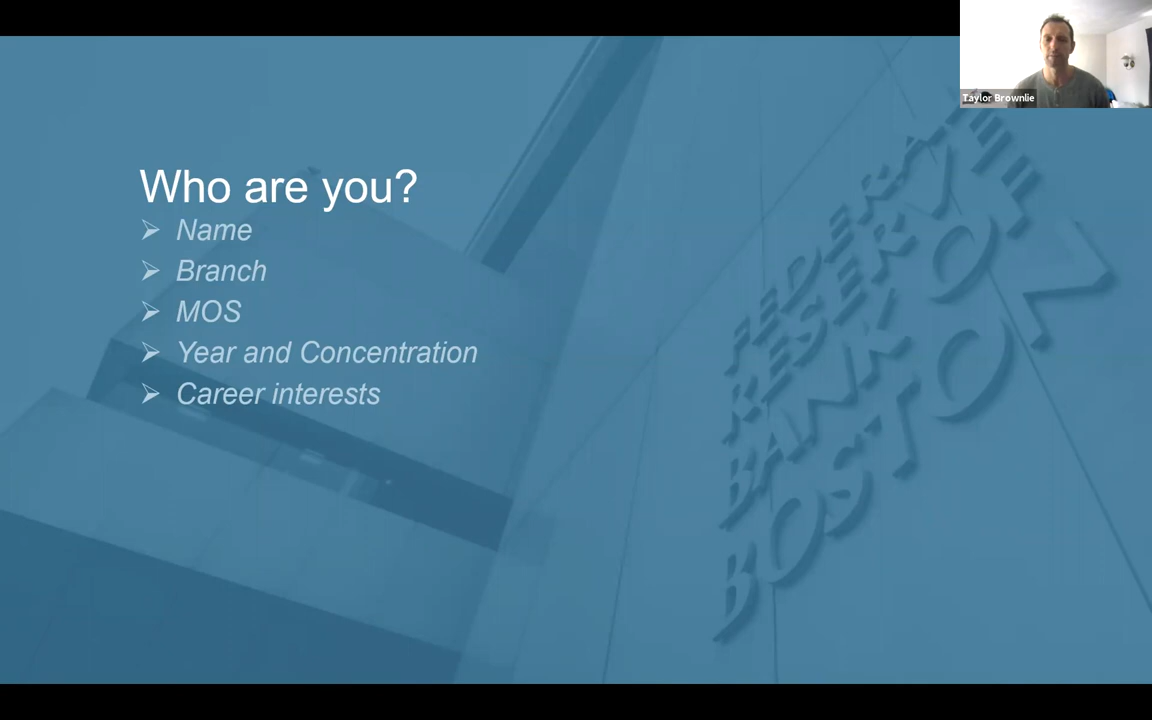 Taylor Brownlie
Who are you?
➢ Name
➢ Branch
➢ MOS
➢ Year and Concentration
➢ Career interests
FEDERAL
RESERVE
BANK OF
BOSTON